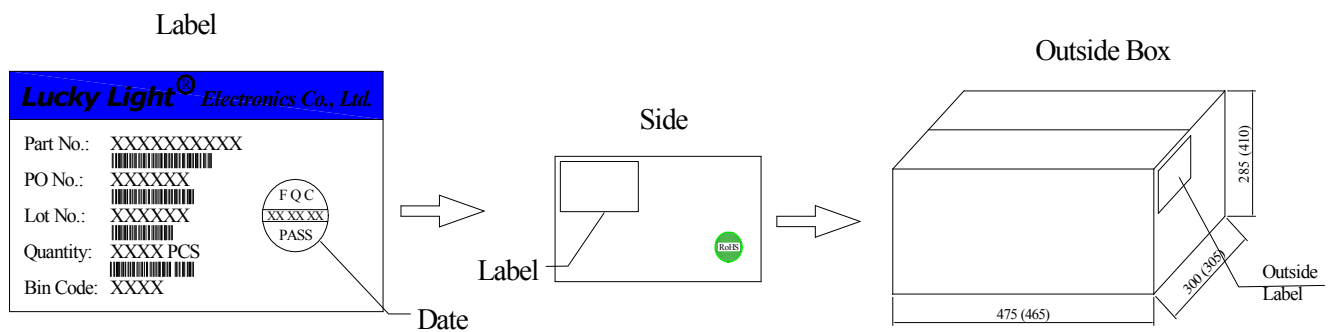 Label
Lucky Light® Electronics Co., Ltd.
Part No.: XXXXXXXXXX
PO No.: XXXXXX
Lot No.: XXXXXX
Quantity: XXXX PCS
Bin Code: XXXX
F Q C
XX XX XX
PASS
Date
Side
Label
RoHS
Outside Box
285 (410)
300 (305)
475 (465)
Outside
Label